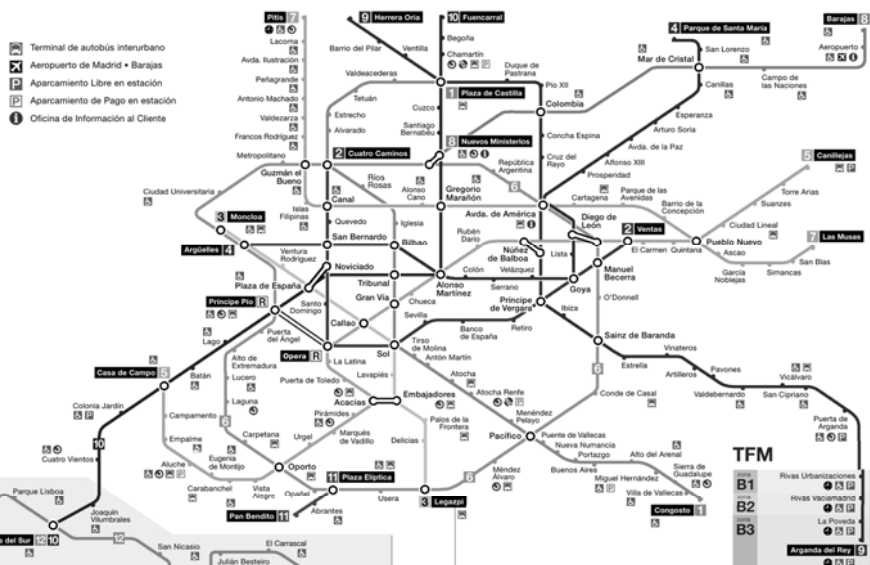 Terminal de autobús interurbano
Aeropuerto de Madrid • Barajas
Aparcamiento Libre en estación
P Aparcamiento de Pago en estación
Oficina de Información al Cliente
Pitis 7
Lacoma
Avda. Ilustración
Peñagrande
Antonio Machado
Valdezarza
Francos Rodríguez
Metropolitano
Guzmán el
Bueno
Ciudad Universitaria
9 Herrera Oria
Barrio del Pilar
Ventilla
10 Fuencarral
Begoña
Chamartín
Duque de
Pastrana
Pío XII
Valdeacederas
Tetuán
Estrecho
Alvarado
1 Plaza de Castilla
Cuzco
Santiago
Bernabéu
Colombia
Concha Espina
Cruz del
Rayo
4 Parque de Santa María
San Lorenzo
Mar de Cristal
Canillas
Esperanza
Arturo Soria
Avda. de la Paz
Alfonso XIII
Prosperidad
Barajas 8
Aeropuerto
Campo de
las Naciones
2 Cuatro Caminos
8 Nuevos Ministerios
República
Argentina
6
Ríos
Rosas
Alonso
Cano
Gregorio
Marañón
Canal
Islas
Filipinas
Quevedo
Iglesia
Avda. de América
Cartagena
Parque de las
Avenidas
Barrio de la
Concepción
Diego de
León
2 Ventas
El Carmen
Quintana
Pueblo Nuevo
5 Canillejas
Torre Arias
Suanzes
Ciudad Lineal
7 Las Musas
Ascao
García
Noblejas
Simancas
San Blas
3 Moncloa
Argüelles 4
Ventura
Rodríguez
San Bernardo
Bilbao
Rubén
Darío
Núñez
de Balboa
Lista
Manuel
Becerra
Noviciado
Plaza de España
Tribunal
Alonso
Martínez
Colón
Velázquez
Serrano
Goya
O'Donnell
Príncipe Pío R
Santo
Domingo
Gran Vía
Chueca
Callao
Sevilla
Banco
de España
Retiro
Príncipe
de Vergara
Ibiza
Sainz de Baranda
Lago
Puerta
del Ángel
Opera R
Sol
Tirso
de Molina
Antón Martín
Casa de Campo 5
Batán
Alto de
Extremadura
Lucero
Laguna
La Latina
Puerta de Toledo
Lavapiés
Atocha
Atocha Renfe
Menéndez
Pelayo
Estrella
Vinateros
Artilleros
Pavones
Valdebernardo
Vicálvaro
San Cipriano
Puerta de
Arganda
6
Conde de Casal
Colonia Jardín
Campamento
6
Acacias
Embajadores
Pirámides
Marqués
de Vadillo
Urgel
Palos de la
Frontera
Delicias
Pacífico
Puente de Vallecas
Nueva Numancia
Portazgo
Buenos Aires
Alto del Arenal
Miguel Hernández
Sierra de
Guadalupe
Villa de Vallecas
Congosto 1
10
Cuatro Vientos
Empalme
Aluche
Eugenia
de Montijo
Carpetana
Carabanchel
Vista
Alegre
Oporto
Opañel
11 Plaza Elíptica
Usera
3 Legazpi
6
Méndez
Álvaro
Pan Bendito 11
Abrantes
Parque Lisboa
Joaquín
Vilumbrales
del Sur 12 10
12
San Nicasio
El Carrascal
Julián Besteiro
TFM
zona
B1
Rivas Urbanizaciones
zona
B2
Rivas Vaciamadrid
zona
B3
La Poveda
Arganda del Rey 9